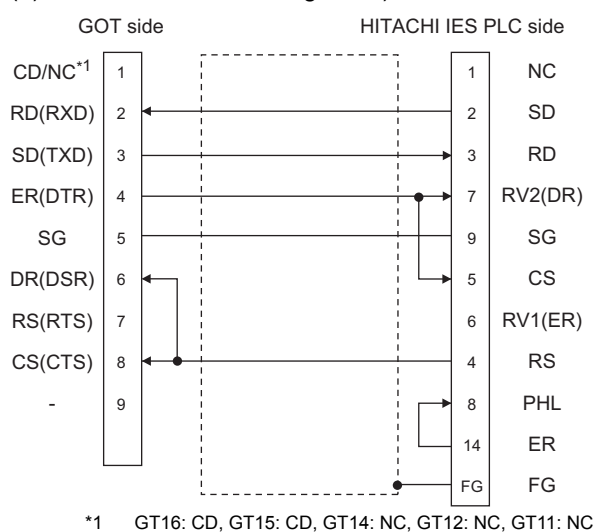 GOT side HITACHI IES PLC side
CD/NC*1 1 1 NC
RD(RXD) 2 2 SD
SD(TXD) 3 3 RD
ER(DTR) 4 7 RV2(DR)
SG 5 9 SG
DR(DSR) 6 5 CS
RS(RTS) 7 6 RV1(ER)
CS(CTS) 8 4 RS
- 9 8 PHL
14 ER
FG FG
*1 GT16: CD, GT15: CD, GT14: NC, GT12: NC, GT11: NC